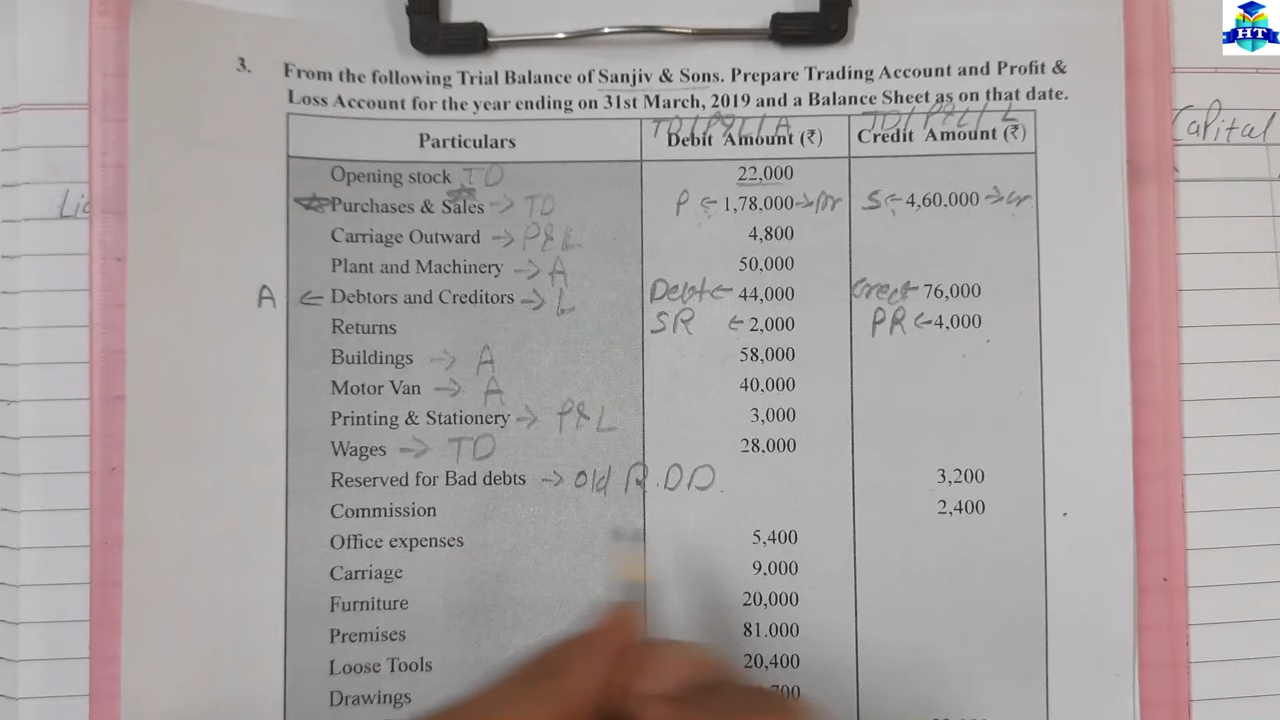 HT
3. From the following Trial Balance of Sanjiv & Sons. Prepare Trading Account and Profit &
Loss Account for the year ending on 31st March, 2019 and a Balance Sheet as on that date.
Capital
TD / P&L / A TD / P&L / L
Particulars Debit Amount (₹) Credit Amount (₹)
Opening stock TD 22,000
Purchases & Sales → TD P ← 1,78,000 → Dr S ← 4,60,000 → Cr
Carriage Outward → P&L 4,800
Plant and Machinery → A 50,000
A ← Debtors and Creditors → L Debt ← 44,000 Cred ← 76,000
Returns SR ← 2,000 PR ← 4,000
Buildings → A 58,000
Motor Van → A 40,000
Printing & Stationery → P&L 3,000
Wages → TD 28,000
Reserved for Bad debts → Old R.D.D. 3,200
Commission 2,400
Office expenses 5,400
Carriage 9,000
Furniture 20,000
Premises 81.000
Loose Tools 20,400
Drawings